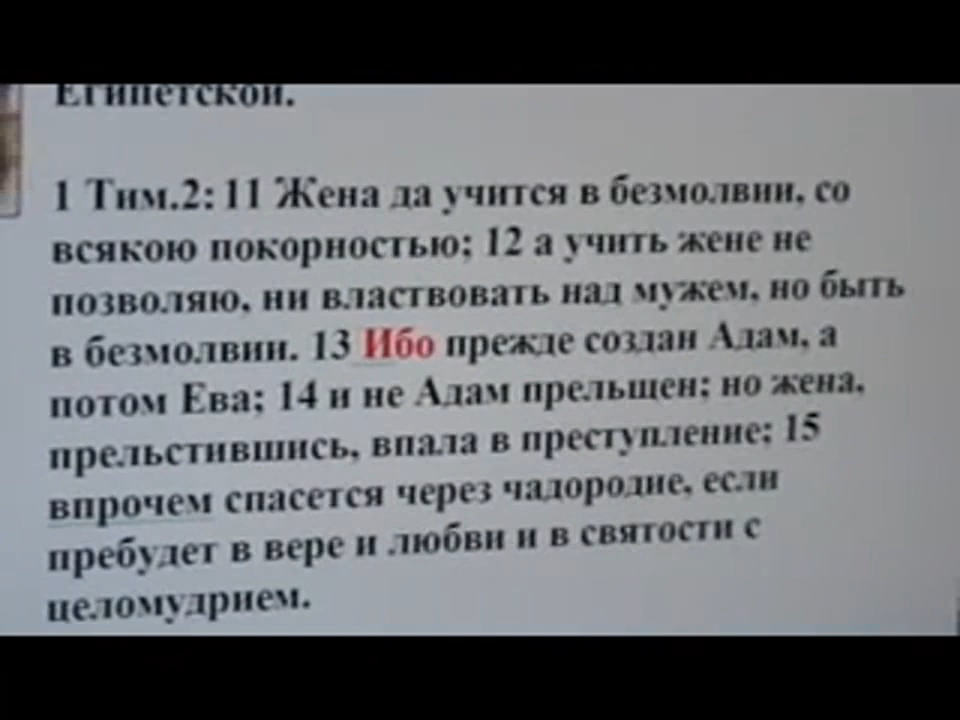 Египетской.
1 Тим.2: 11 Жена да учится в безмолвии, со
всякою покорностью; 12 а учить жене не
позволяю, ни властвовать над мужем, но быть
в безмолвии. 13 Ибо прежде создан Адам, а
потом Ева; 14 и не Адам прельщен; но жена,
прельстившись, впала в преступление; 15
впрочем спасется через чадородие, если
пребудет в вере и любви и в святости с
целомудрием.